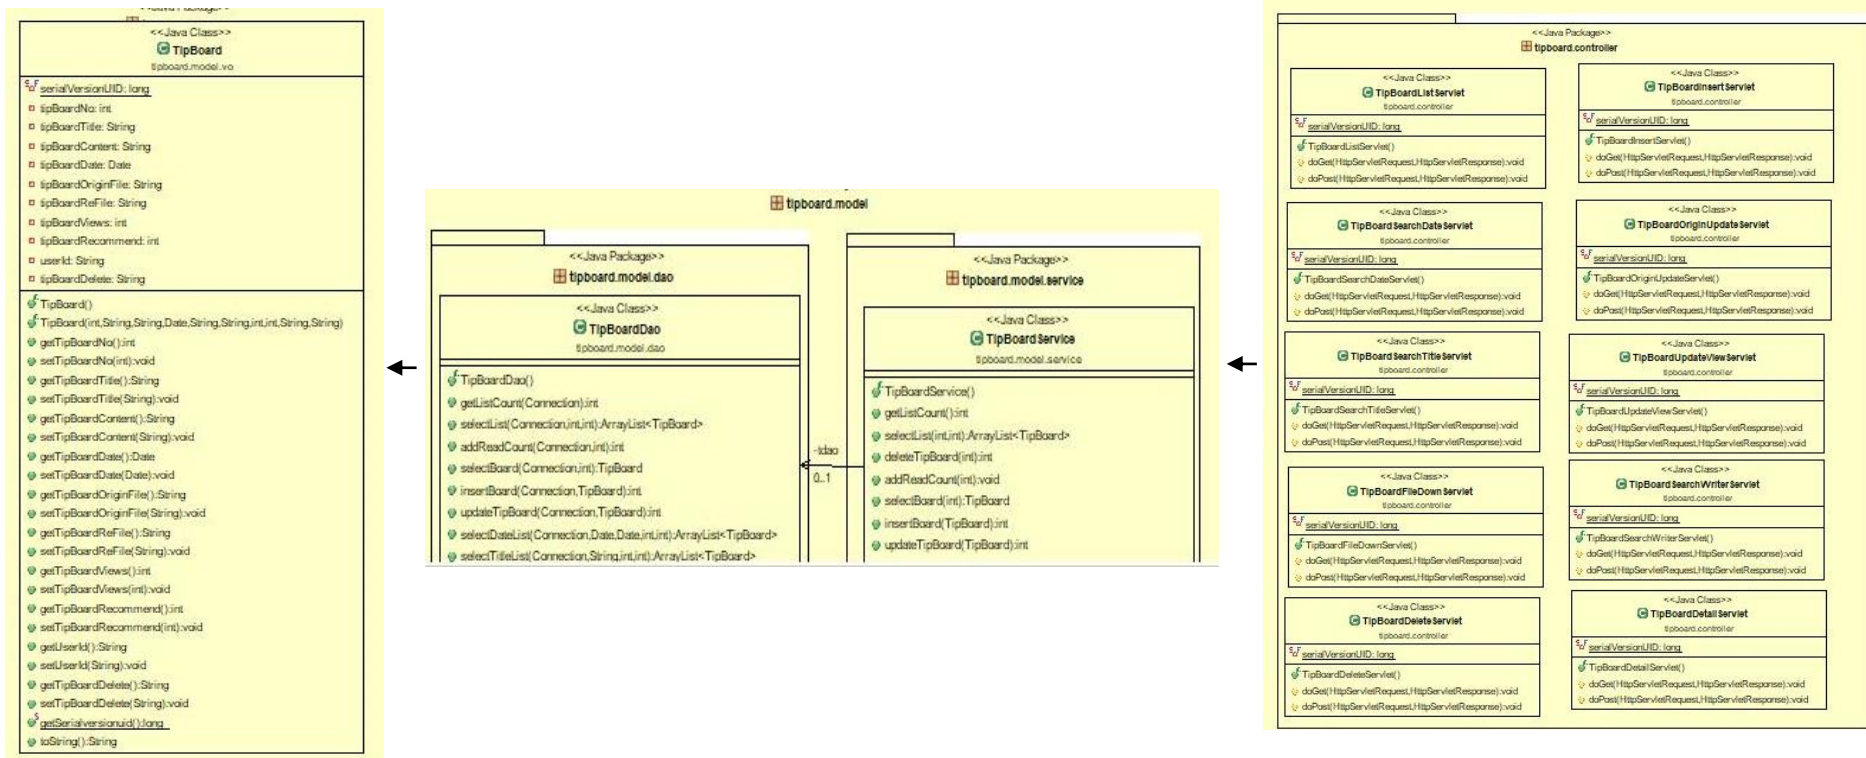 <<Java Package>>
<<Java Class>>
TipBoard
tipboard.model.vo
serialVersionUID: long
tipBoardNo: int
tipBoardTitle: String
tipBoardContent: String
tipBoardDate: Date
tipBoardOriginFile: String
tipBoardReFile: String
tipBoardViews: int
tipBoardRecommend: int
userId: String
tipBoardDelete: String
TipBoard()
TipBoard(int,String,String,Date,String,String,int,int,String,String)
getTipBoardNo():int
setTipBoardNo(int):void
getTipBoardTitle():String
setTipBoardTitle(String):void
getTipBoardContent():String
setTipBoardContent(String):void
getTipBoardDate():Date
setTipBoardDate(Date):void
getTipBoardOriginFile():String
setTipBoardOriginFile(String):void
getTipBoardReFile():String
setTipBoardReFile(String):void
getTipBoardViews():int
setTipBoardViews(int):void
getTipBoardRecommend():int
setTipBoardRecommend(int):void
getUserId():String
setUserId(String):void
getTipBoardDelete():String
setTipBoardDelete(String):void
getSerialversionuid():long
toString():String
tipboard.model
<<Java Package>>
tipboard.model.dao
<<Java Class>>
TipBoardDao
tipboard.model.dao
TipBoardDao()
getListCount(Connection):int
selectList(Connection,int,int):ArrayList<TipBoard>
addReadCount(Connection,int):int
selectBoard(Connection,int):TipBoard
insertBoard(Connection,TipBoard):int
updateTipBoard(Connection,TipBoard):int
selectDateList(Connection,Date,Date,int,int):ArrayList<TipBoard>
selectTitleList(Connection,String,int,int):ArrayList<TipBoard>
-tdao
0..1
<<Java Package>>
tipboard.model.service
<<Java Class>>
TipBoardService
tipboard.model.service
TipBoardService()
getListCount():int
selectList(int,int):ArrayList<TipBoard>
deleteTipBoard(int):int
addReadCount(int):void
selectBoard(int):TipBoard
insertBoard(TipBoard):int
updateTipBoard(TipBoard):int
<<Java Package>>
tipboard.controller
<<Java Class>>
TipBoardListServlet
tipboard.controller
serialVersionUID: long
TipBoardListServlet()
doGet(HttpServletRequest,HttpServletResponse):void
doPost(HttpServletRequest,HttpServletResponse):void
<<Java Class>>
TipBoardInsertServlet
tipboard.controller
serialVersionUID: long
TipBoardInsertServlet()
doGet(HttpServletRequest,HttpServletResponse):void
doPost(HttpServletRequest,HttpServletResponse):void
<<Java Class>>
TipBoardSearchDateServlet
tipboard.controller
serialVersionUID: long
TipBoardSearchDateServlet()
doGet(HttpServletRequest,HttpServletResponse):void
doPost(HttpServletRequest,HttpServletResponse):void
<<Java Class>>
TipBoardOriginUpdateServlet
tipboard.controller
serialVersionUID: long
TipBoardOriginUpdateServlet()
doGet(HttpServletRequest,HttpServletResponse):void
doPost(HttpServletRequest,HttpServletResponse):void
<<Java Class>>
TipBoardSearchTitleServlet
tipboard.controller
serialVersionUID: long
TipBoardSearchTitleServlet()
doGet(HttpServletRequest,HttpServletResponse):void
doPost(HttpServletRequest,HttpServletResponse):void
<<Java Class>>
TipBoardUpdateViewServlet
tipboard.controller
serialVersionUID: long
TipBoardUpdateViewServlet()
doGet(HttpServletRequest,HttpServletResponse):void
doPost(HttpServletRequest,HttpServletResponse):void
<<Java Class>>
TipBoardFileDownServlet
tipboard.controller
serialVersionUID: long
TipBoardFileDownServlet()
doGet(HttpServletRequest,HttpServletResponse):void
doPost(HttpServletRequest,HttpServletResponse):void
<<Java Class>>
TipBoardSearchWriterServlet
tipboard.controller
serialVersionUID: long
TipBoardSearchWriterServlet()
doGet(HttpServletRequest,HttpServletResponse):void
doPost(HttpServletRequest,HttpServletResponse):void
<<Java Class>>
TipBoardDeleteServlet
tipboard.controller
serialVersionUID: long
TipBoardDeleteServlet()
doGet(HttpServletRequest,HttpServletResponse):void
doPost(HttpServletRequest,HttpServletResponse):void
<<Java Class>>
TipBoardDetailServlet
tipboard.controller
serialVersionUID: long
TipBoardDetailServlet()
doGet(HttpServletRequest,HttpServletResponse):void
doPost(HttpServletRequest,HttpServletResponse):void